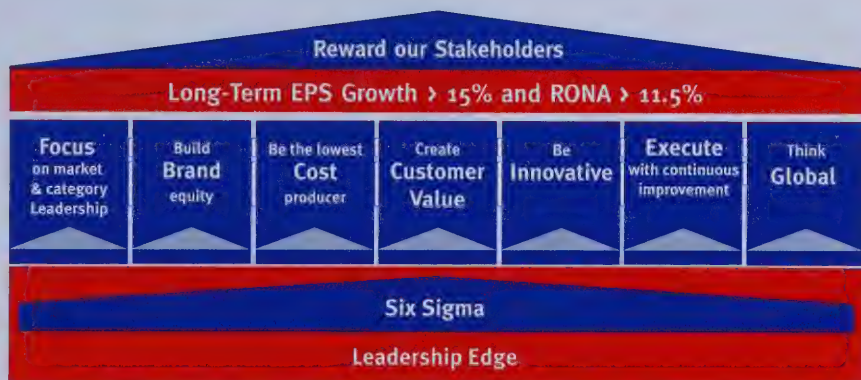 Reward our Stakeholders
Long-Term EPS Growth > 15% and RONA > 11.5%
Focus
on market
& category
Leadership
Build
Brand
equity
Be the lowest
Cost
producer
Create
Customer
Value
Be
Innovative
Execute
with continuous
improvement
Think
Global
Six Sigma
Leadership Edge